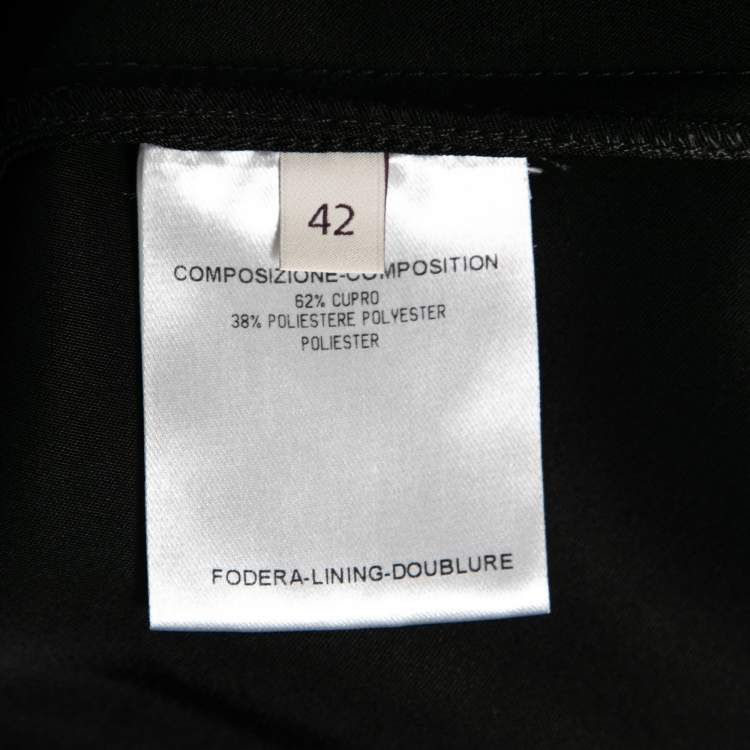 42
COMPOSIZIONE-COMPOSITION
62% CUPRO
38% POLIESTERE POLYESTER
POLIESTER
FODERA-LINING-DOUBLURE